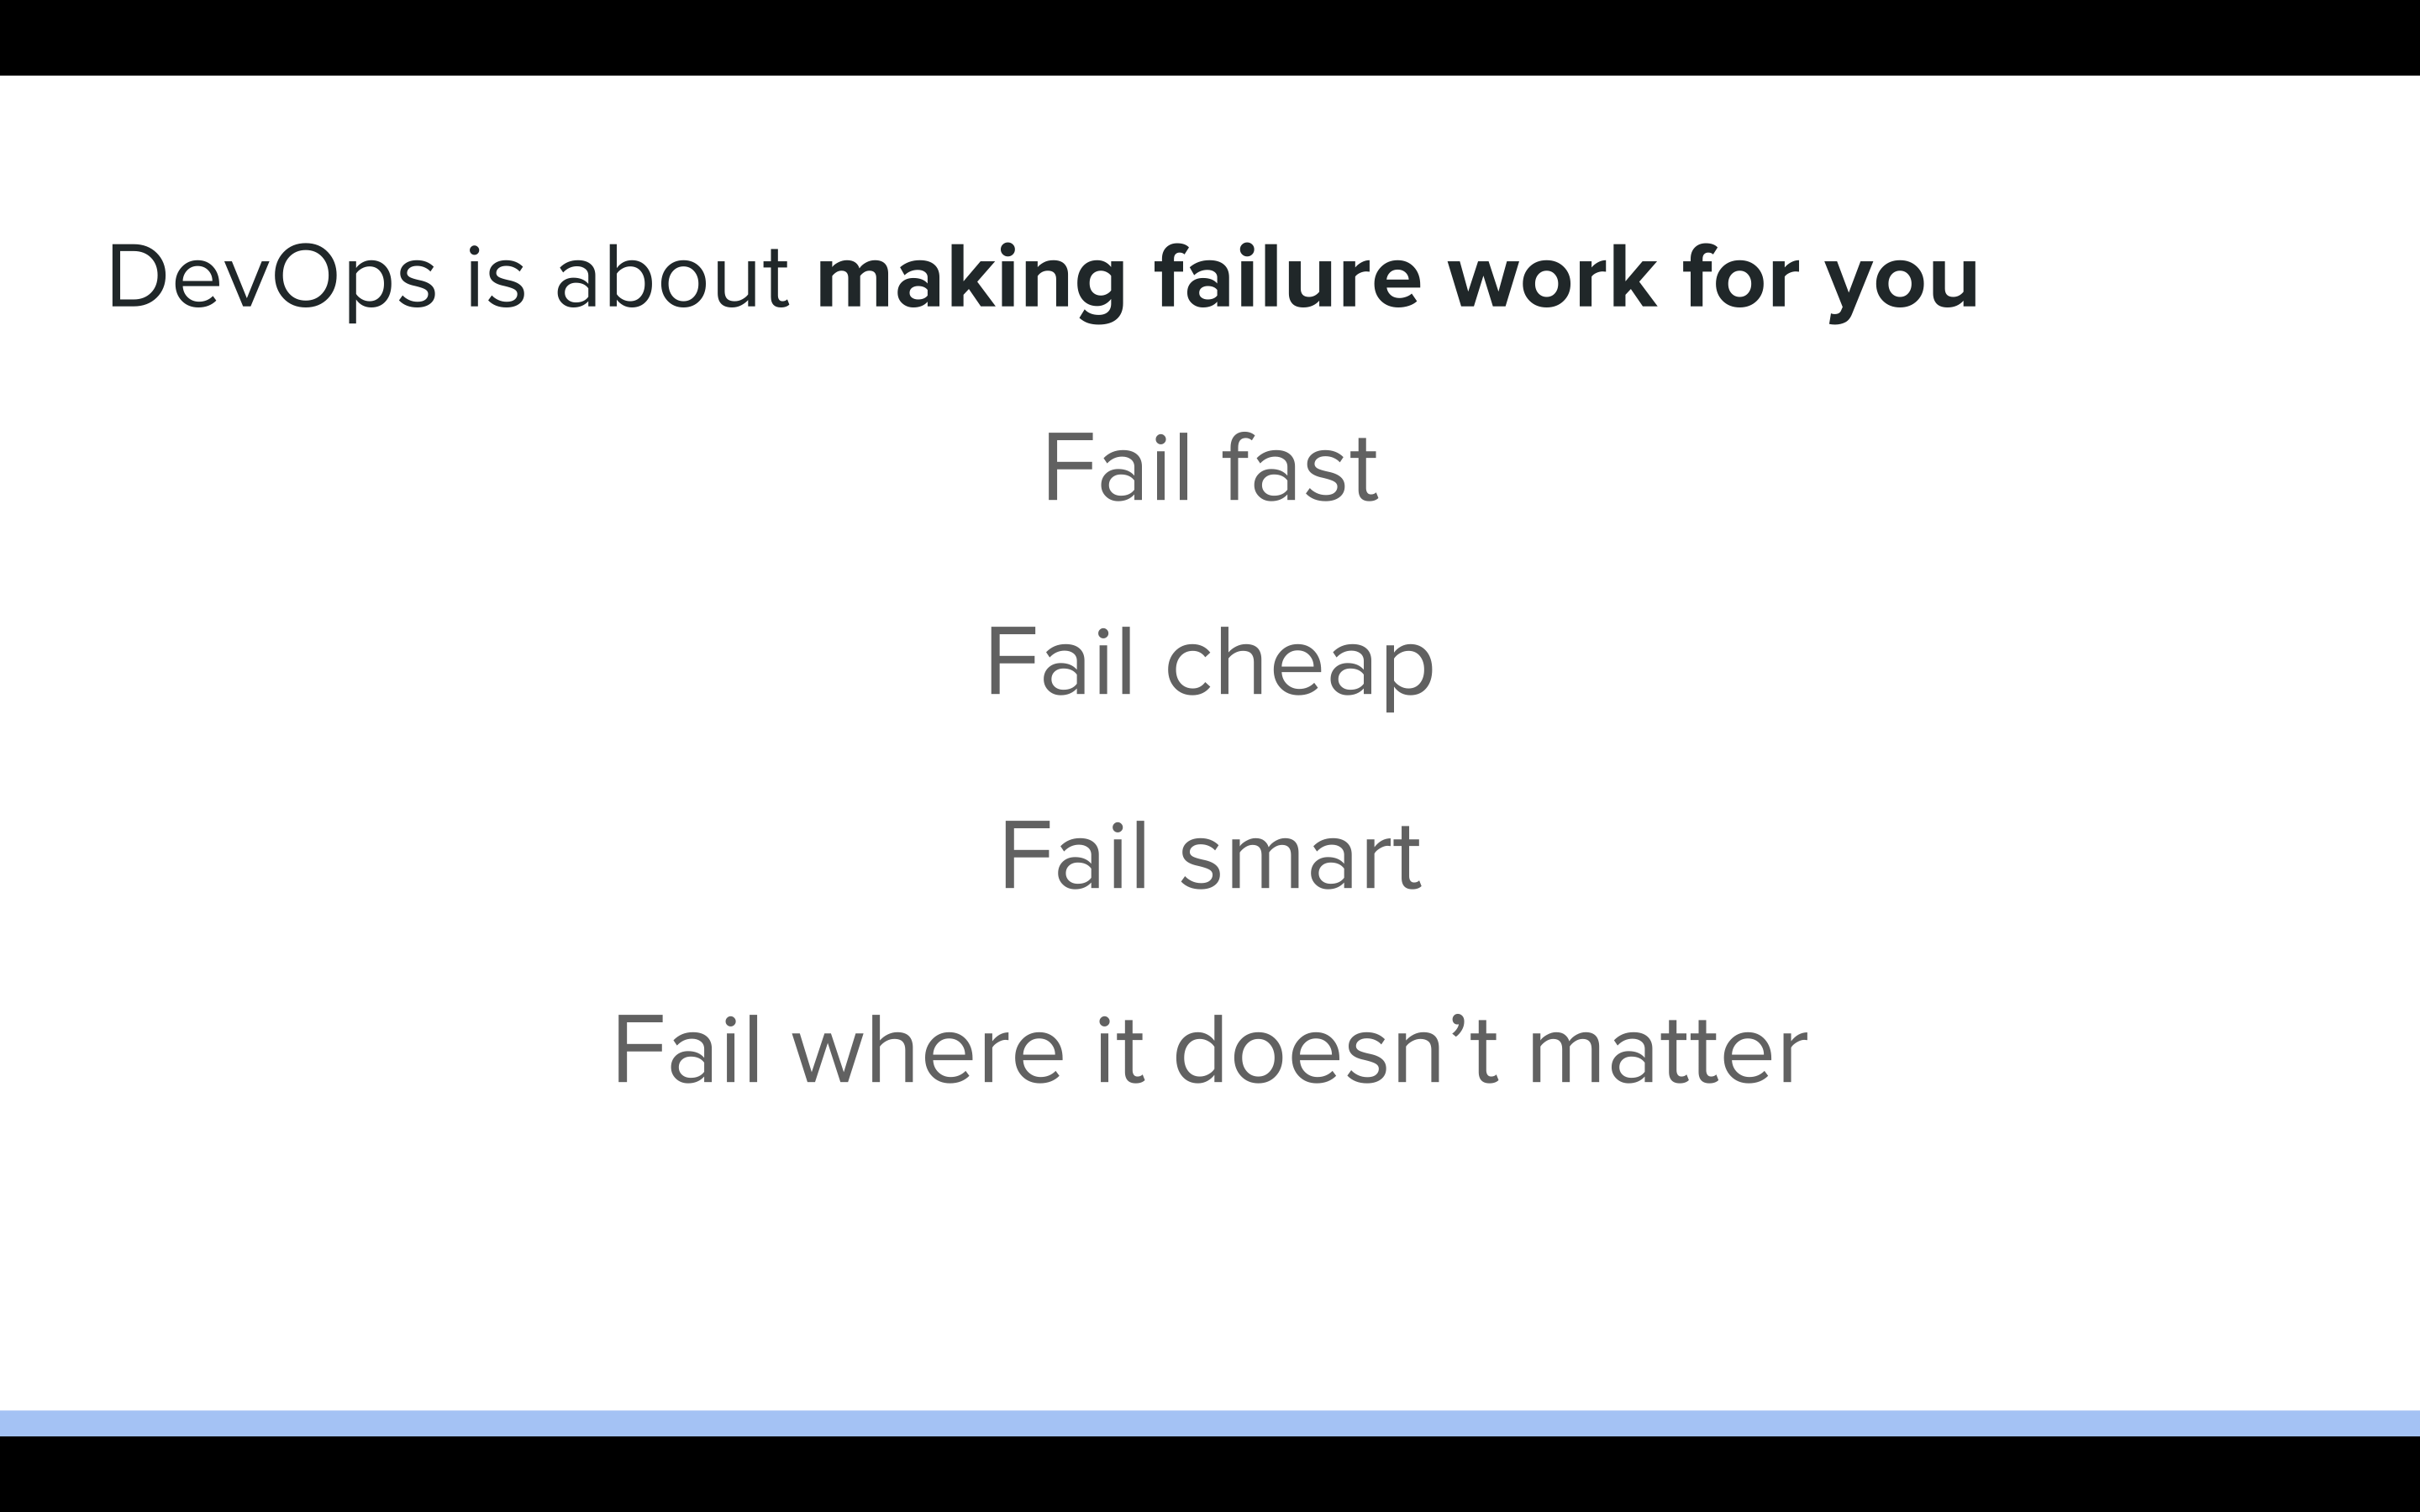 DevOps is about making failure work for you
Fail fast
Fail cheap
Fail smart
Fail where it doesn’t matter